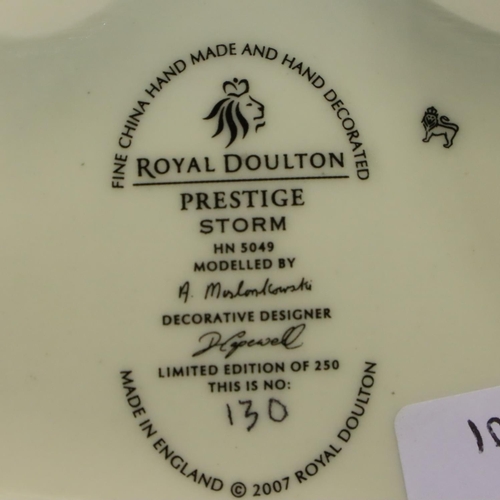 FINE CHINA HAND MADE AND HAND DECORATED
ROYAL DOULTON
PRESTIGE
STORM
HN 5049
MODELLED BY
A. Maslankowski
DECORATIVE DESIGNER
LIMITED EDITION OF 250
THIS IS NO:
130
MADE IN ENGLAND © 2007 ROYAL DOULTON